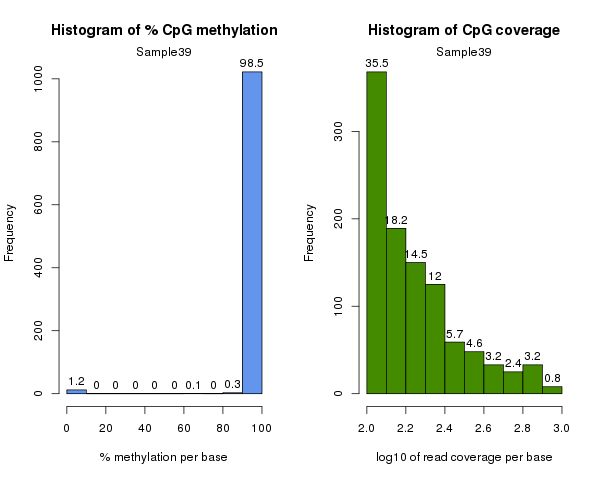 Histogram of % CpG methylation
Sample39
Frequency
0 200 400 600 800 1000
1.2 0 0 0 0 0 0.1 0 0.3 98.5
0 20 40 60 80 100
% methylation per base
Histogram of CpG coverage
Sample39
Frequency
0 100 200 300
35.5 18.2 14.5 12 5.7 4.6 3.2 2.4 3.2 0.8
2.0 2.2 2.4 2.6 2.8 3.0
log10 of read coverage per base